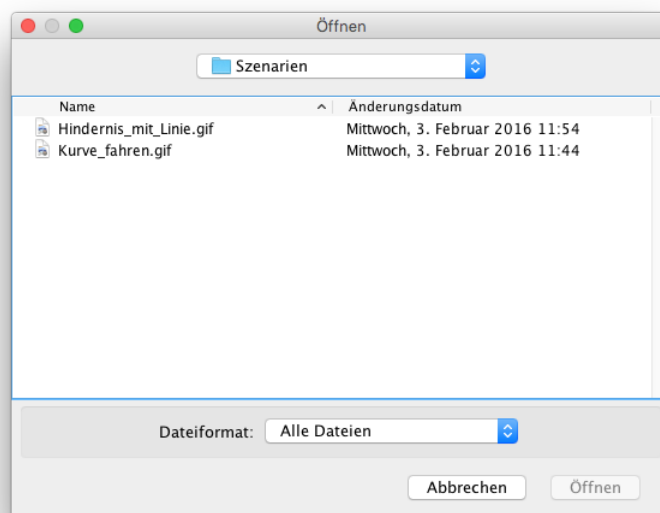 Öffnen
Szenarien
Name Änderungsdatum
Hindernis_mit_Linie.gif Mittwoch, 3. Februar 2016 11:54
Kurve_fahren.gif Mittwoch, 3. Februar 2016 11:44
Dateiformat: Alle Dateien
Abbrechen Öffnen